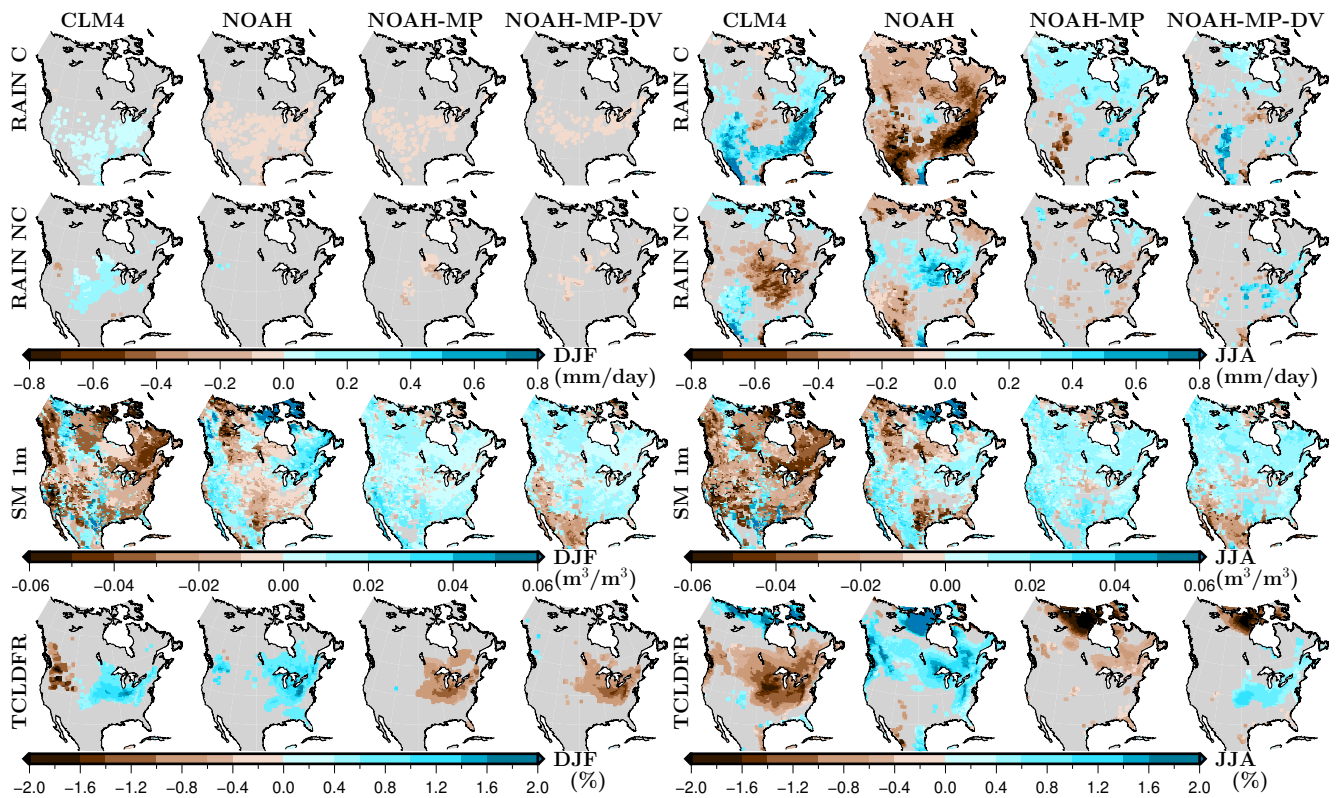 CLM4 NOAH NOAH-MP NOAH-MP-DV CLM4 NOAH NOAH-MP NOAH-MP-DV
RAIN C RAIN C
RAIN NC RAIN NC
DJF JJA
−0.8 −0.6 −0.4 −0.2 0.0 0.2 0.4 0.6 0.8 (mm/day) −0.8 −0.6 −0.4 −0.2 0.0 0.2 0.4 0.6 0.8 (mm/day)
SM 1m SM 1m
DJF JJA
−0.06 −0.04 −0.02 0.00 0.02 0.04 0.06 (m³/m³) −0.06 −0.04 −0.02 0.00 0.02 0.04 0.06 (m³/m³)
TCLDFR TCLDFR
DJF JJA
−2.0 −1.6 −1.2 −0.8 −0.4 0.0 0.4 0.8 1.2 1.6 2.0 (%) −2.0 −1.6 −1.2 −0.8 −0.4 0.0 0.4 0.8 1.2 1.6 2.0 (%)